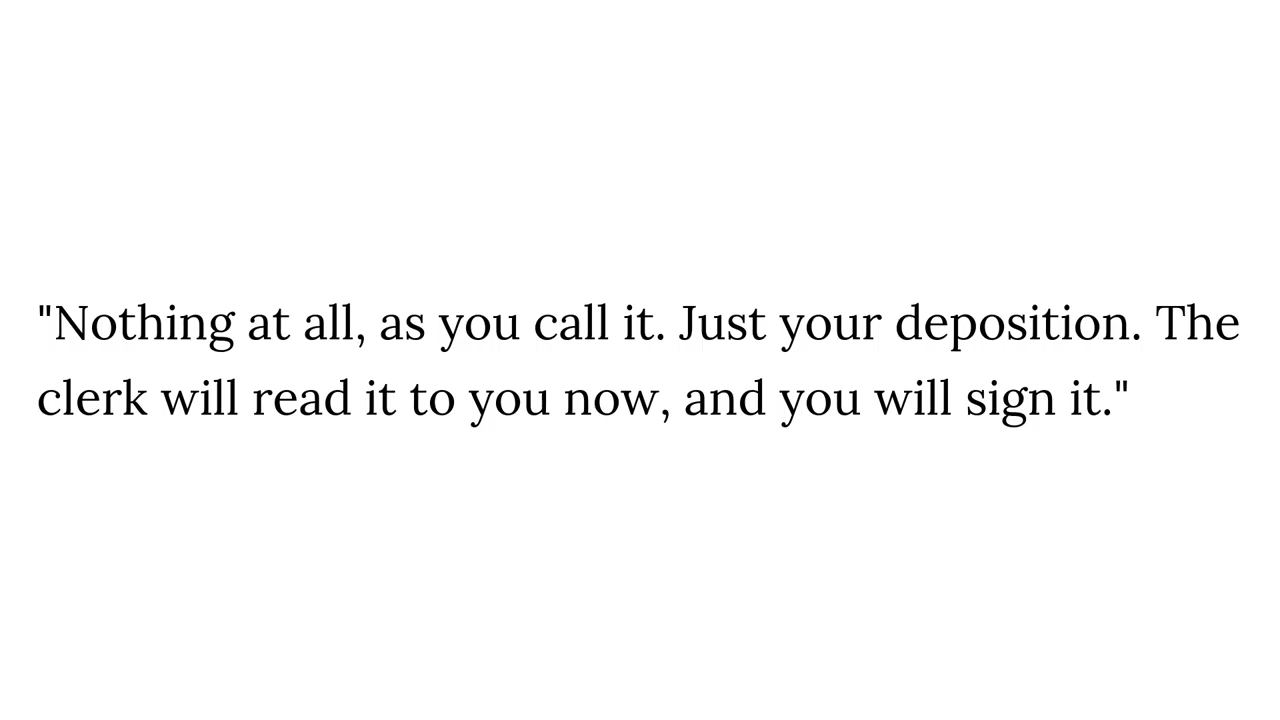 "Nothing at all, as you call it. Just your deposition. The
clerk will read it to you now, and you will sign it."